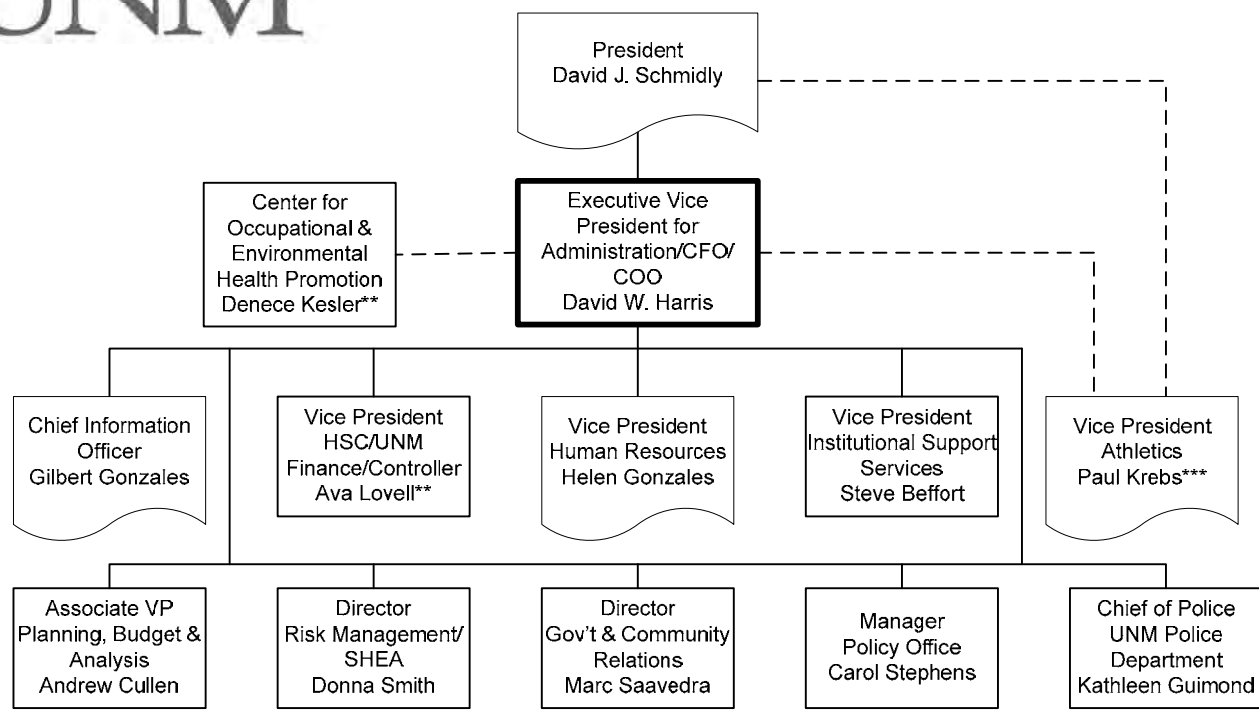 UNM
President
David J. Schmidly
Center for
Occupational &
Environmental
Health Promotion
Denece Kesler**
Executive Vice
President for
Administration/CFO/
COO
David W. Harris
Chief Information
Officer
Gilbert Gonzales
Vice President
HSC/UNM
Finance/Controller
Ava Lovell**
Vice President
Human Resources
Helen Gonzales
Vice President
Institutional Support
Services
Steve Beffort
Vice President
Athletics
Paul Krebs***
Associate VP
Planning, Budget &
Analysis
Andrew Cullen
Director
Risk Management/
SHEA
Donna Smith
Director
Gov't & Community
Relations
Marc Saavedra
Manager
Policy Office
Carol Stephens
Chief of Police
UNM Police
Department
Kathleen Guimond